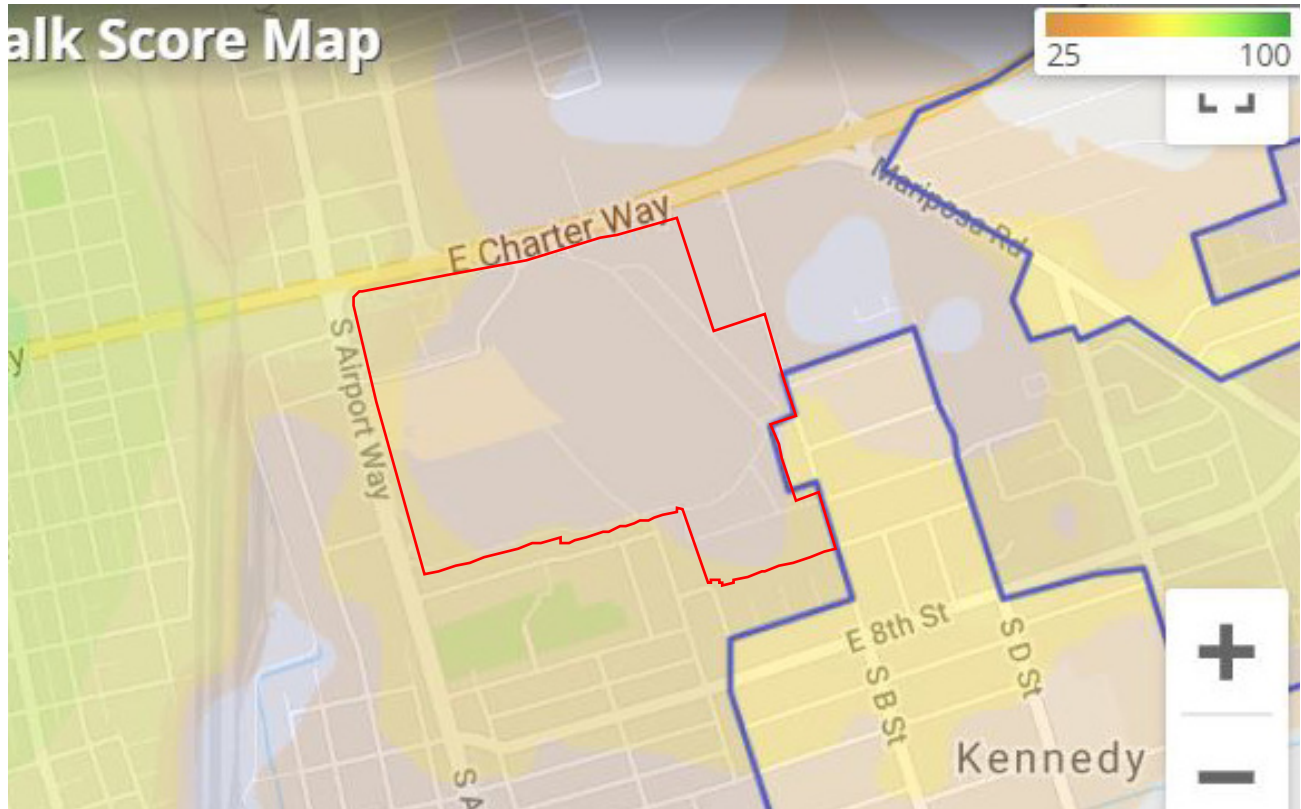 alk Score Map
25 100
E Charter Way
Mariposa Rd
y
S Airport Way
E 8th St
S D St
S B St
Kennedy
S A